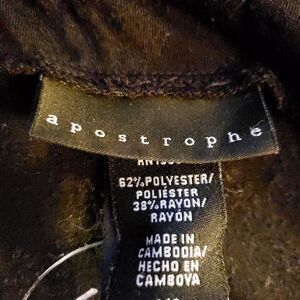 apostrophe
62%POLYESTER/
POLIÉSTER
38%RAYON/
RAYÓN
MADE IN
CAMBODIA/
HECHO EN
CAMBOYA